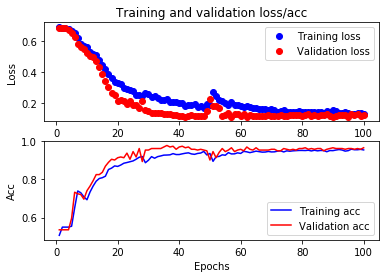 Training and validation loss/acc
Loss
0.6
0.4
0.2
Training loss
Validation loss
0 20 40 60 80 100
Acc
1.0
0.8
0.6
Training acc
Validation acc
0 20 40 60 80 100
Epochs